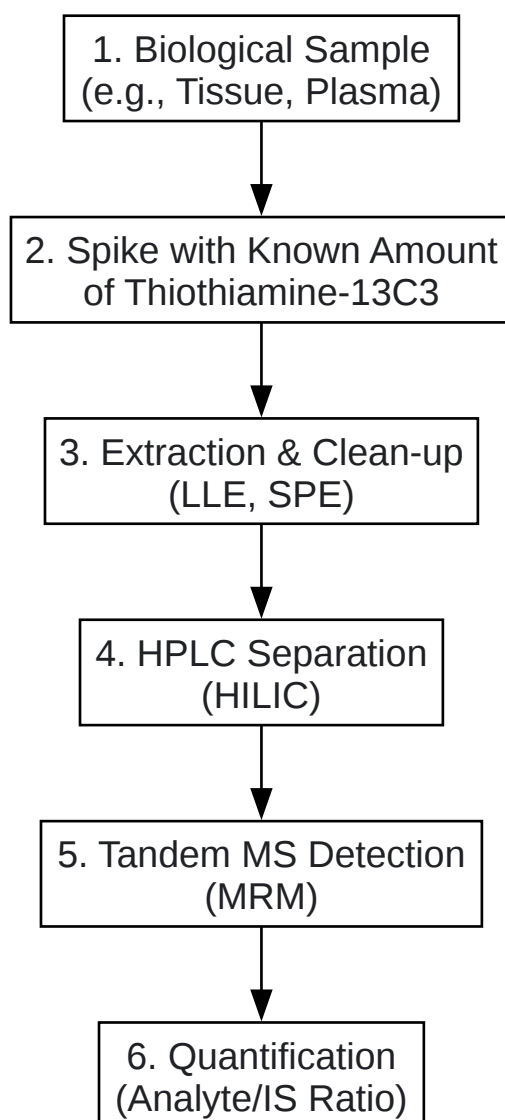 1. Biological Sample
(e.g., Tissue, Plasma)
2. Spike with Known Amount
of Thiothiamine-13C3
3. Extraction & Clean-up
(LLE, SPE)
4. HPLC Separation
(HILIC)
5. Tandem MS Detection
(MRM)
6. Quantification
(Analyte/IS Ratio)